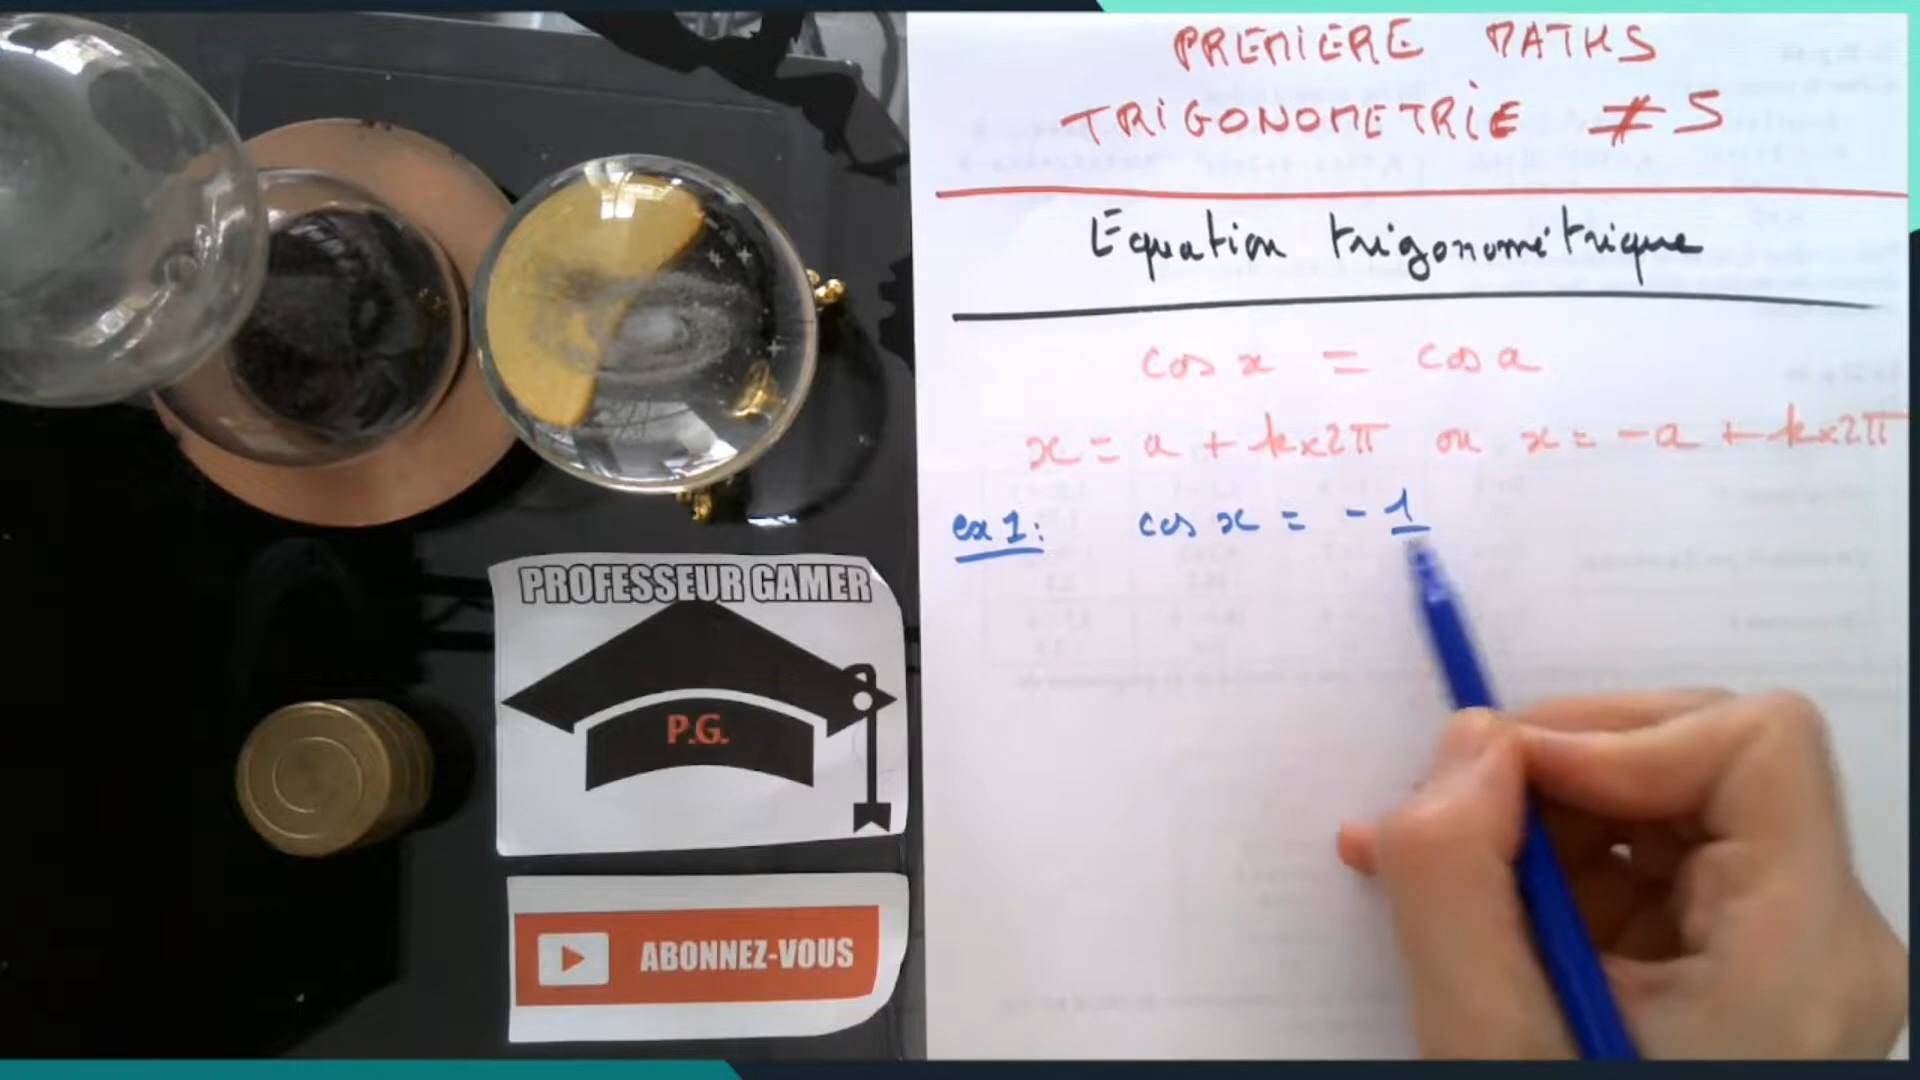 PREMIERE MATHS
TRIGONOMETRIE #5
Equation trigonométrique
cos x = cos a
x = a + k×2π ou x = -a + k×2π
ex 1: cos x = - 1
PROFESSEUR GAMER
P.G.
ABONNEZ-VOUS